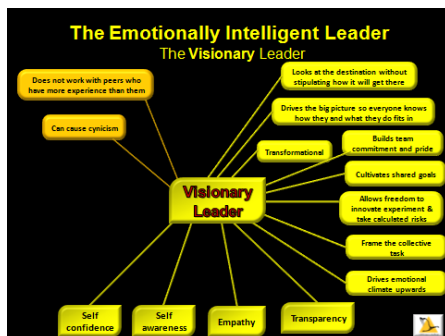 The Emotionally Intelligent Leader
The Visionary Leader
Does not work with peers who
have more experience than them
Can cause cynicism
Looks at the destination without
stipulating how it will get there
Drives the big picture so everyone knows
how they and what they do fits in
Transformational
Builds team
commitment and pride
Cultivates shared goals
Visionary
Leader
Allows freedom to
innovate experiment &
take calculated risks
Frame the collective
task
Drives emotional
climate upwards
Self
confidence
Self
awareness
Empathy
Transparency